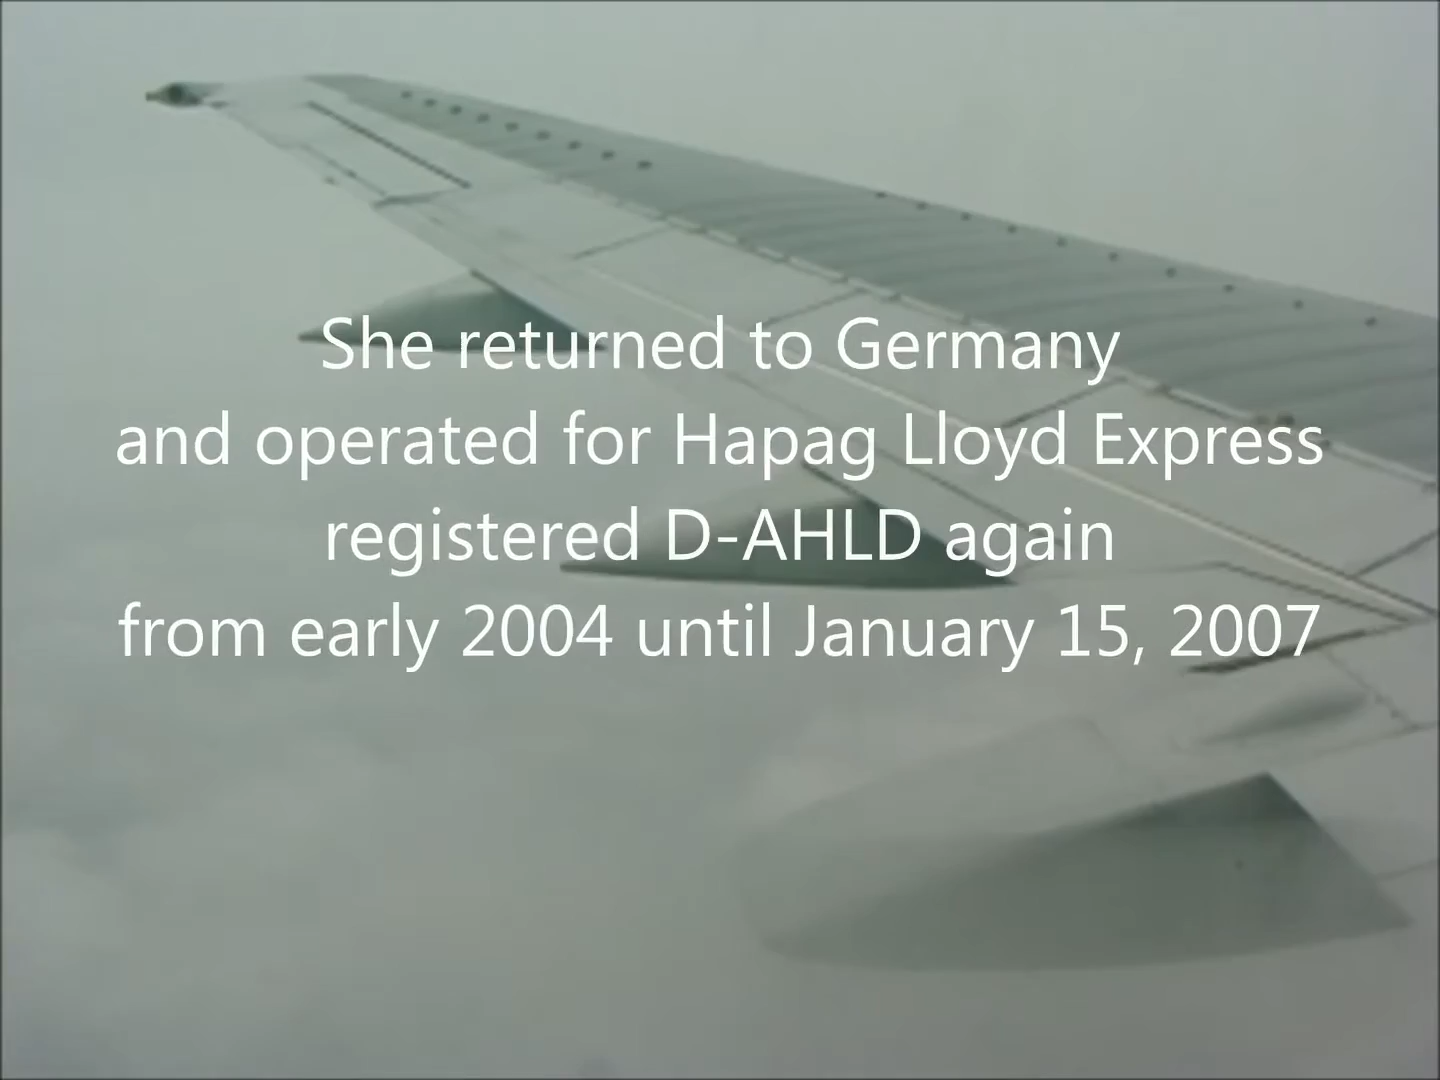 She returned to Germany
and operated for Hapag Lloyd Express
registered D-AHLD again
from early 2004 until January 15, 2007